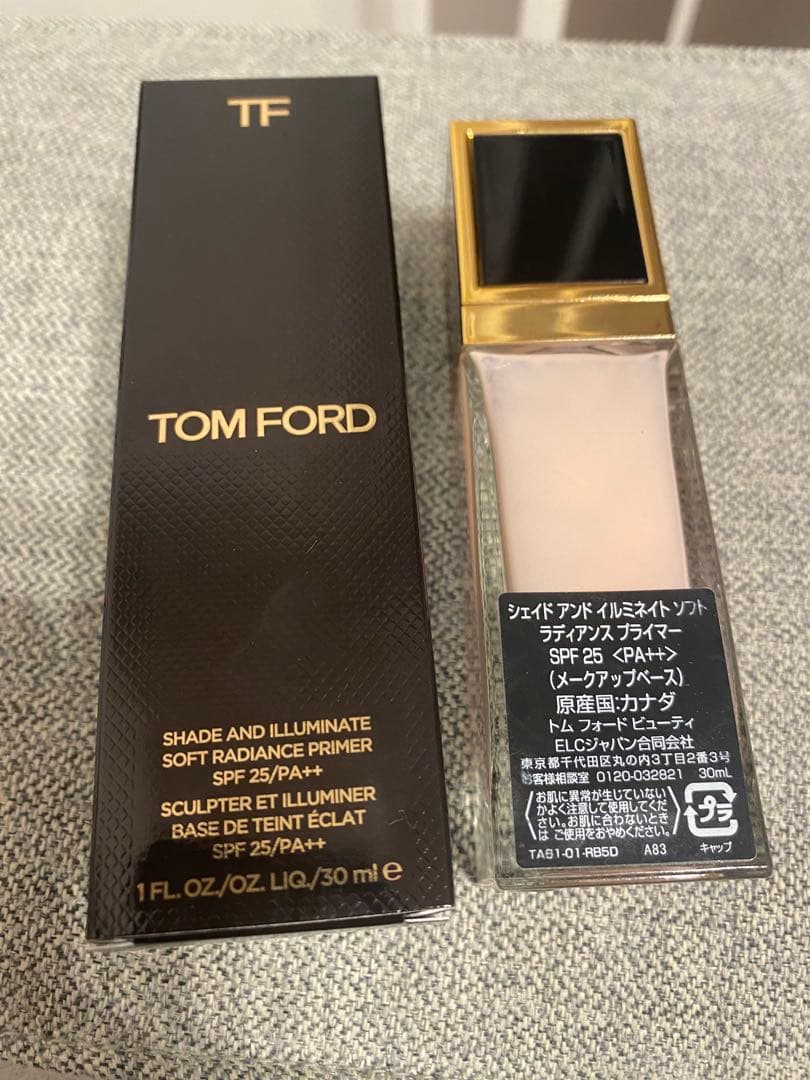 TF
TOM FORD
SHADE AND ILLUMINATE
SOFT RADIANCE PRIMER
SPF 25/PA++
SCULPTER ET ILLUMINER
BASE DE TEINT ÉCLAT
SPF 25/PA++
1 FL. OZ./OZ. LIQ./30 ml ℮
シェイド アンド イルミネイト ソフト
ラディアンス プライマー
SPF 25 <PA++>
(メークアップベース)
原産国:カナダ
トム フォード ビューティ
ELCジャパン合同会社
東京都千代田区丸の内3丁目2番3号
お客様相談室 0120-032821 30mL
お肌に異常が生じていない
かよく注意して使用してくだ
さい。お肌に合わないとき
は ご使用をおやめください。
プラ
TA61-01-RB5D A83 キャップ